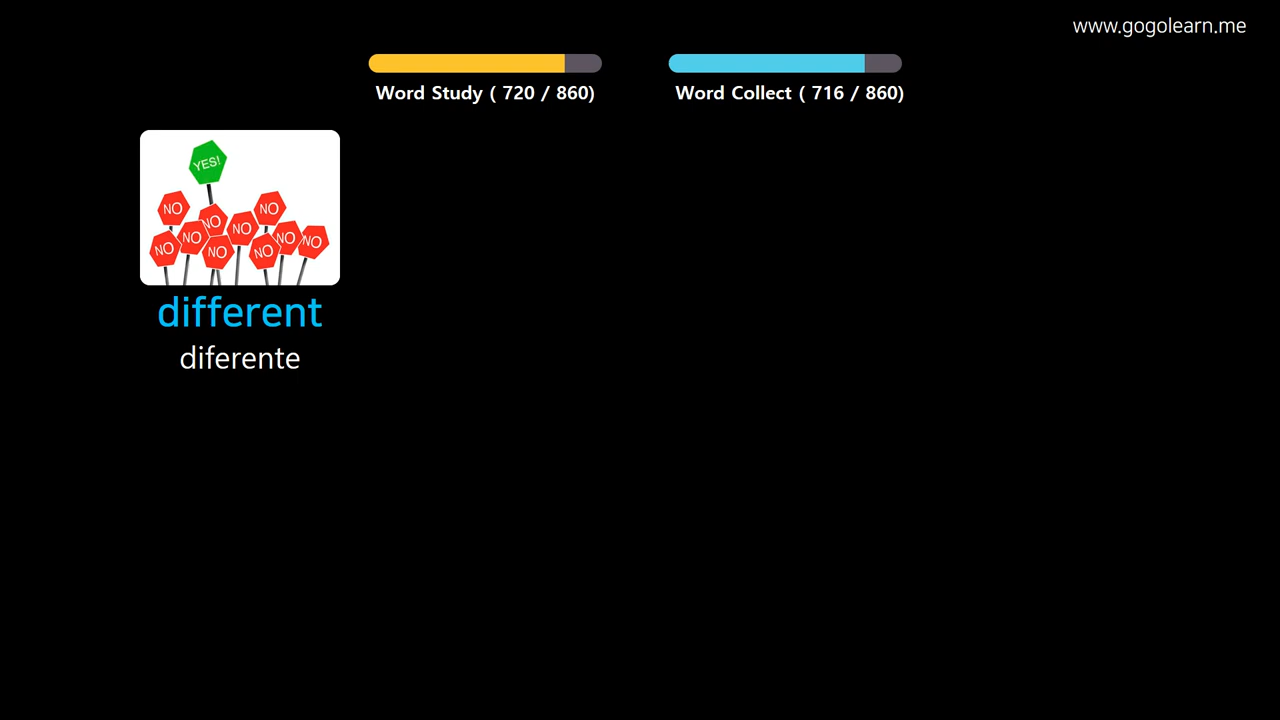 www.gogolearn.me
Word Study ( 720 / 860)
Word Collect ( 716 / 860)
YES!
NO
NO
NO
NO
NO
NO
NO
NO
NO
NO
different
diferente